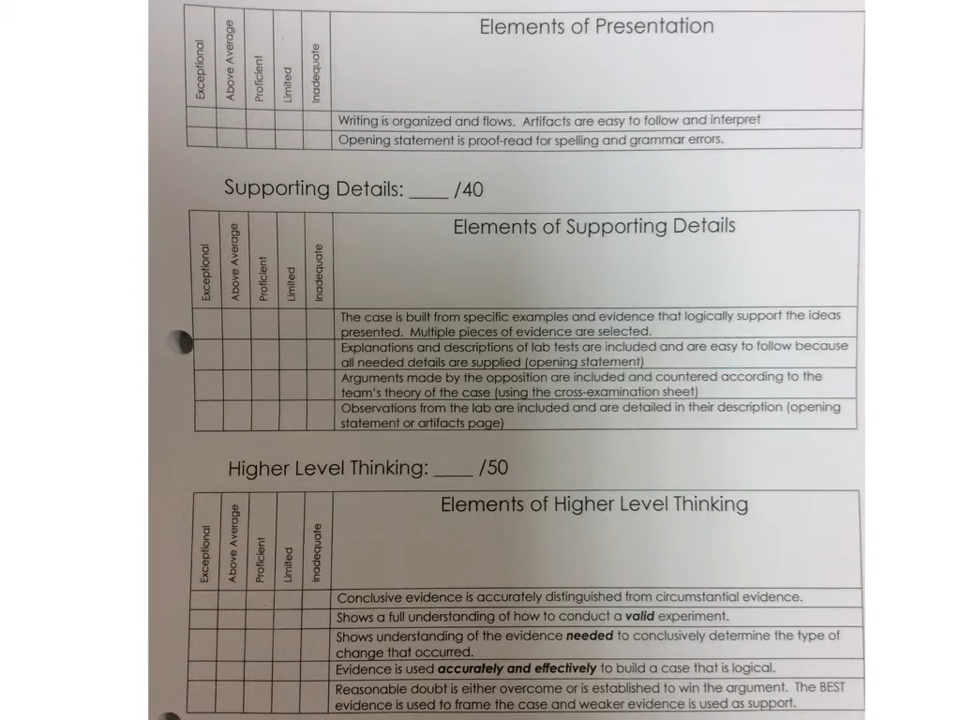 Exceptional
Above Average
Proficient
Limited
Inadequate
Elements of Presentation
Writing is organized and flows. Artifacts are easy to follow and interpret
Opening statement is proof-read for spelling and grammar errors.
Supporting Details: ____ /40
Exceptional
Above Average
Proficient
Limited
Inadequate
Elements of Supporting Details
The case is built from specific examples and evidence that logically support the ideas
presented. Multiple pieces of evidence are selected.
Explanations and descriptions of lab tests are included and are easy to follow because
all needed details are supplied (opening statement)
Arguments made by the opposition are included and countered according to the
team's theory of the case (using the cross-examination sheet)
Observations from the lab are included and are detailed in their description (opening
statement or artifacts page)
Higher Level Thinking: ____ /50
Exceptional
Above Average
Proficient
Limited
Inadequate
Elements of Higher Level Thinking
Conclusive evidence is accurately distinguished from circumstantial evidence.
Shows a full understanding of how to conduct a valid experiment.
Shows understanding of the evidence needed to conclusively determine the type of
change that occurred.
Evidence is used accurately and effectively to build a case that is logical.
Reasonable doubt is either overcome or is established to win the argument. The BEST
evidence is used to frame the case and weaker evidence is used as support.